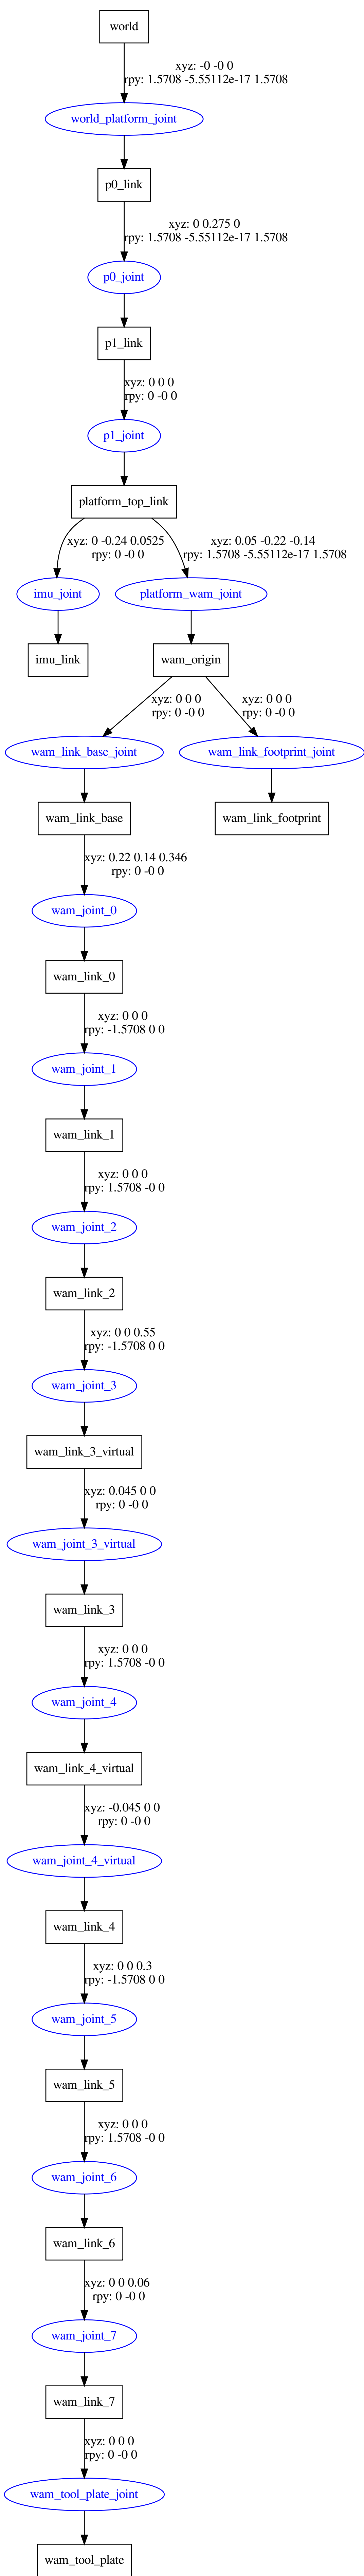 world
xyz: -0 -0 0
rpy: 1.5708 -5.55112e-17 1.5708
world_platform_joint
p0_link
xyz: 0 0.275 0
rpy: 1.5708 -5.55112e-17 1.5708
p0_joint
p1_link
xyz: 0 0 0
rpy: 0 -0 0
p1_joint
platform_top_link
xyz: 0 -0.24 0.0525
rpy: 0 -0 0
xyz: 0.05 -0.22 -0.14
rpy: 1.5708 -5.55112e-17 1.5708
imu_joint
platform_wam_joint
imu_link
wam_origin
xyz: 0 0 0
rpy: 0 -0 0
xyz: 0 0 0
rpy: 0 -0 0
wam_link_base_joint
wam_link_footprint_joint
wam_link_base
wam_link_footprint
xyz: 0.22 0.14 0.346
rpy: 0 -0 0
wam_joint_0
wam_link_0
xyz: 0 0 0
rpy: -1.5708 0 0
wam_joint_1
wam_link_1
xyz: 0 0 0
rpy: 1.5708 -0 0
wam_joint_2
wam_link_2
xyz: 0 0 0.55
rpy: -1.5708 0 0
wam_joint_3
wam_link_3_virtual
xyz: 0.045 0 0
rpy: 0 -0 0
wam_joint_3_virtual
wam_link_3
xyz: 0 0 0
rpy: 1.5708 -0 0
wam_joint_4
wam_link_4_virtual
xyz: -0.045 0 0
rpy: 0 -0 0
wam_joint_4_virtual
wam_link_4
xyz: 0 0 0.3
rpy: -1.5708 0 0
wam_joint_5
wam_link_5
xyz: 0 0 0
rpy: 1.5708 -0 0
wam_joint_6
wam_link_6
xyz: 0 0 0.06
rpy: 0 -0 0
wam_joint_7
wam_link_7
xyz: 0 0 0
rpy: 0 -0 0
wam_tool_plate_joint
wam_tool_plate